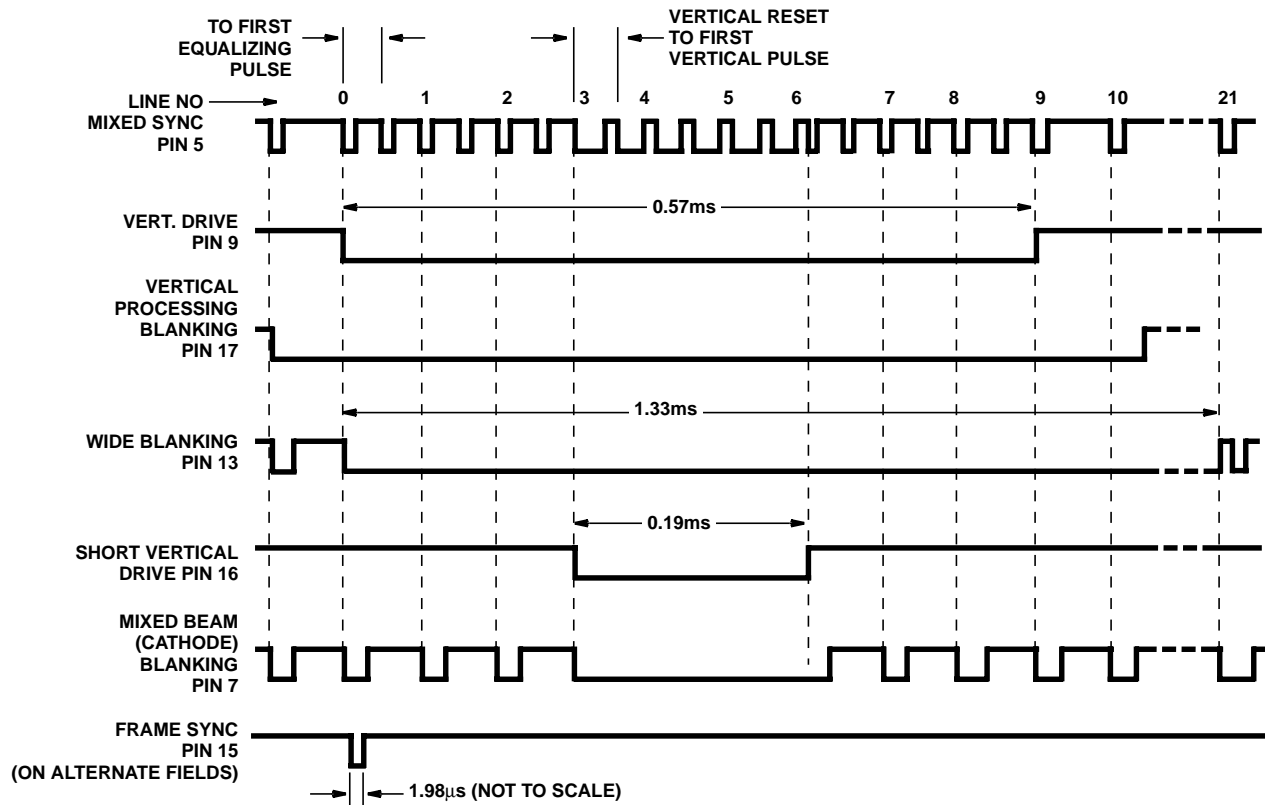 TO FIRST
EQUALIZING
PULSE
VERTICAL RESET
TO FIRST
VERTICAL PULSE
LINE NO
0 1 2 3 4 5 6 7 8 9 10 21
MIXED SYNC
PIN 5
0.57ms
VERT. DRIVE
PIN 9
VERTICAL
PROCESSING
BLANKING
PIN 17
1.33ms
WIDE BLANKING
PIN 13
0.19ms
SHORT VERTICAL
DRIVE PIN 16
MIXED BEAM
(CATHODE)
BLANKING
PIN 7
FRAME SYNC
PIN 15
(ON ALTERNATE FIELDS)
1.98μs (NOT TO SCALE)